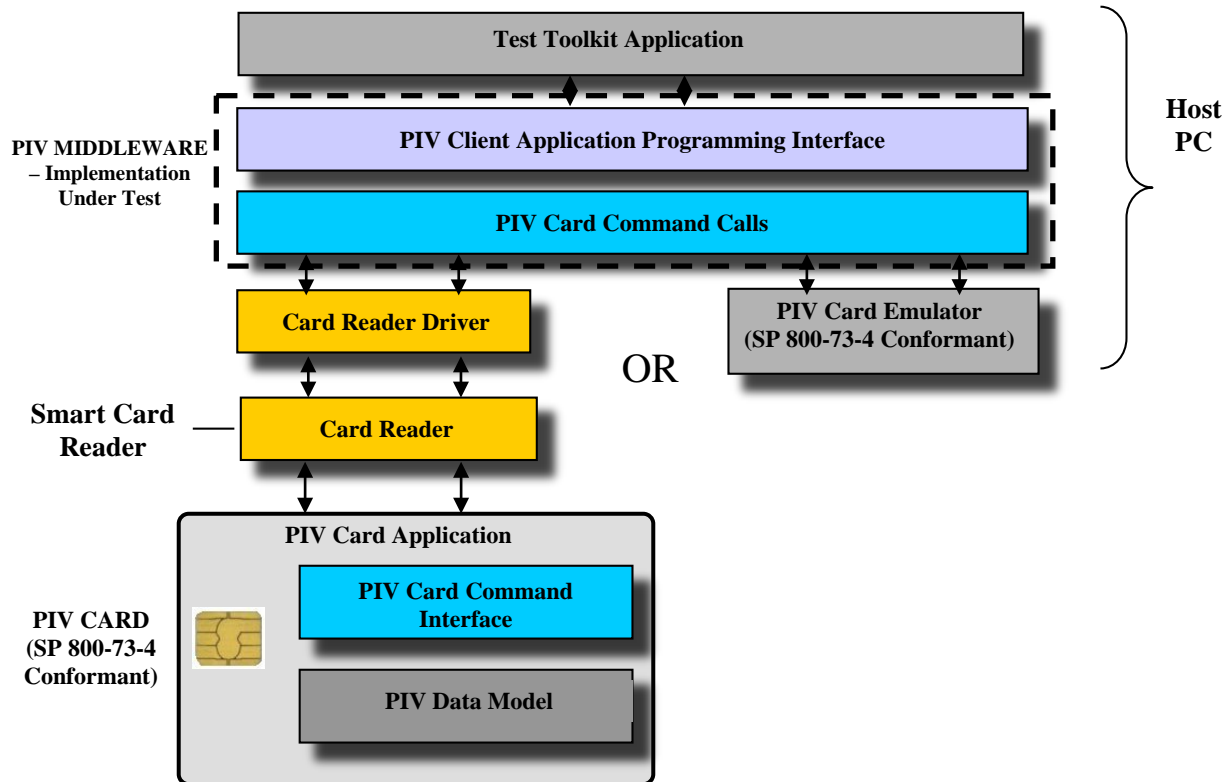 Test Toolkit Application
PIV MIDDLEWARE
– Implementation
Under Test
PIV Client Application Programming Interface
PIV Card Command Calls
Host
PC
Card Reader Driver
OR
PIV Card Emulator
(SP 800-73-4 Conformant)
Smart Card
Reader
Card Reader
PIV CARD
(SP 800-73-4
Conformant)
PIV Card Application
PIV Card Command
Interface
PIV Data Model